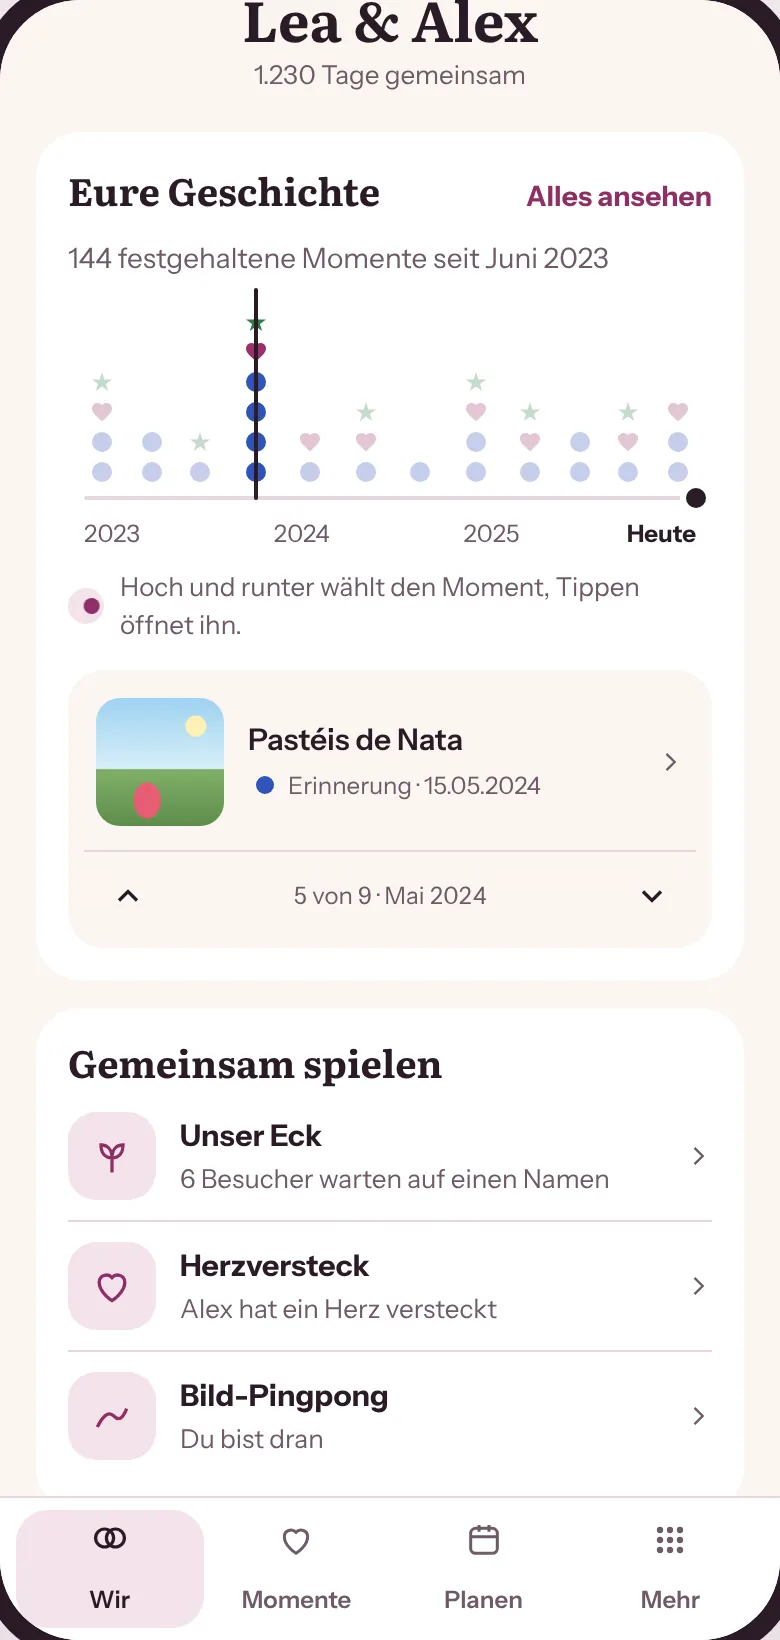 Lea & Alex
1.230 Tage gemeinsam
Eure Geschichte
Alles ansehen
144 festgehaltene Momente seit Juni 2023
2023
2024
2025
Heute
Hoch und runter wählt den Moment, Tippen
öffnet ihn.
Pastéis de Nata
Erinnerung · 15.05.2024
5 von 9 · Mai 2024
Gemeinsam spielen
Unser Eck
6 Besucher warten auf einen Namen
Herzversteck
Alex hat ein Herz versteckt
Bild-Pingpong
Du bist dran
Wir
Momente
Planen
Mehr